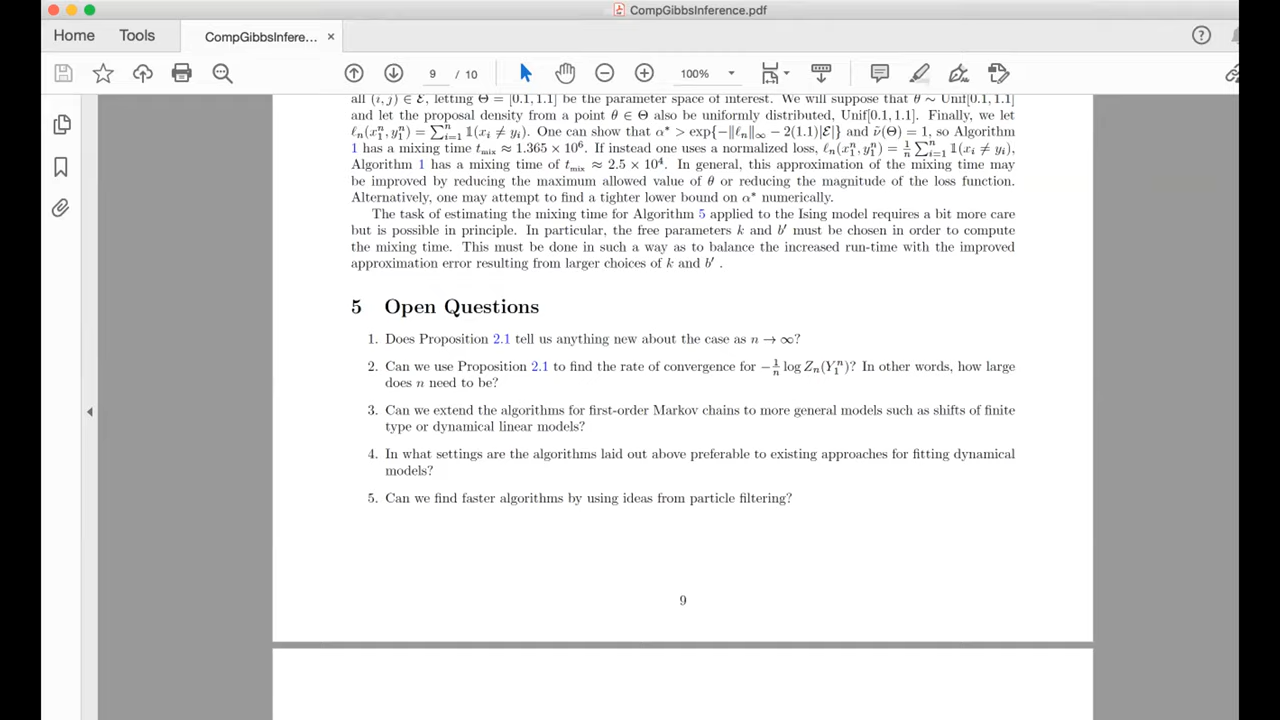 CompGibbsInference.pdf
Home Tools CompGibbsInfere... ×
9 / 10 100%
all (i, j) ∈ ℰ, letting Θ = [0.1, 1.1] be the parameter space of interest. We will suppose that θ ∼ Unif[0.1, 1.1]
and let the proposal density from a point θ ∈ Θ also be uniformly distributed, Unif[0.1, 1.1]. Finally, we let
ℓₙ(x₁ⁿ, y₁ⁿ) = ∑ᵢ₌₁ⁿ 𝟙(xᵢ ≠ yᵢ). One can show that α* > exp{−‖ℓₙ‖∞ − 2(1.1)|ℰ|} and ν̃(Θ) = 1, so Algorithm
1 has a mixing time t_mix ≈ 1.365 × 10⁶. If instead one uses a normalized loss, ℓₙ(x₁ⁿ, y₁ⁿ) = 1/n ∑ᵢ₌₁ⁿ 𝟙(xᵢ ≠ yᵢ),
Algorithm 1 has a mixing time of t_mix ≈ 2.5 × 10⁴. In general, this approximation of the mixing time may
be improved by reducing the maximum allowed value of θ or reducing the magnitude of the loss function.
Alternatively, one may attempt to find a tighter lower bound on α* numerically.
The task of estimating the mixing time for Algorithm 5 applied to the Ising model requires a bit more care
but is possible in principle. In particular, the free parameters k and b′ must be chosen in order to compute
the mixing time. This must be done in such a way as to balance the increased run-time with the improved
approximation error resulting from larger choices of k and b′ .
5 Open Questions
1. Does Proposition 2.1 tell us anything new about the case as n → ∞?
2. Can we use Proposition 2.1 to find the rate of convergence for −1/n log Zₙ(Y₁ⁿ)? In other words, how large
does n need to be?
3. Can we extend the algorithms for first-order Markov chains to more general models such as shifts of finite
type or dynamical linear models?
4. In what settings are the algorithms laid out above preferable to existing approaches for fitting dynamical
models?
5. Can we find faster algorithms by using ideas from particle filtering?
9